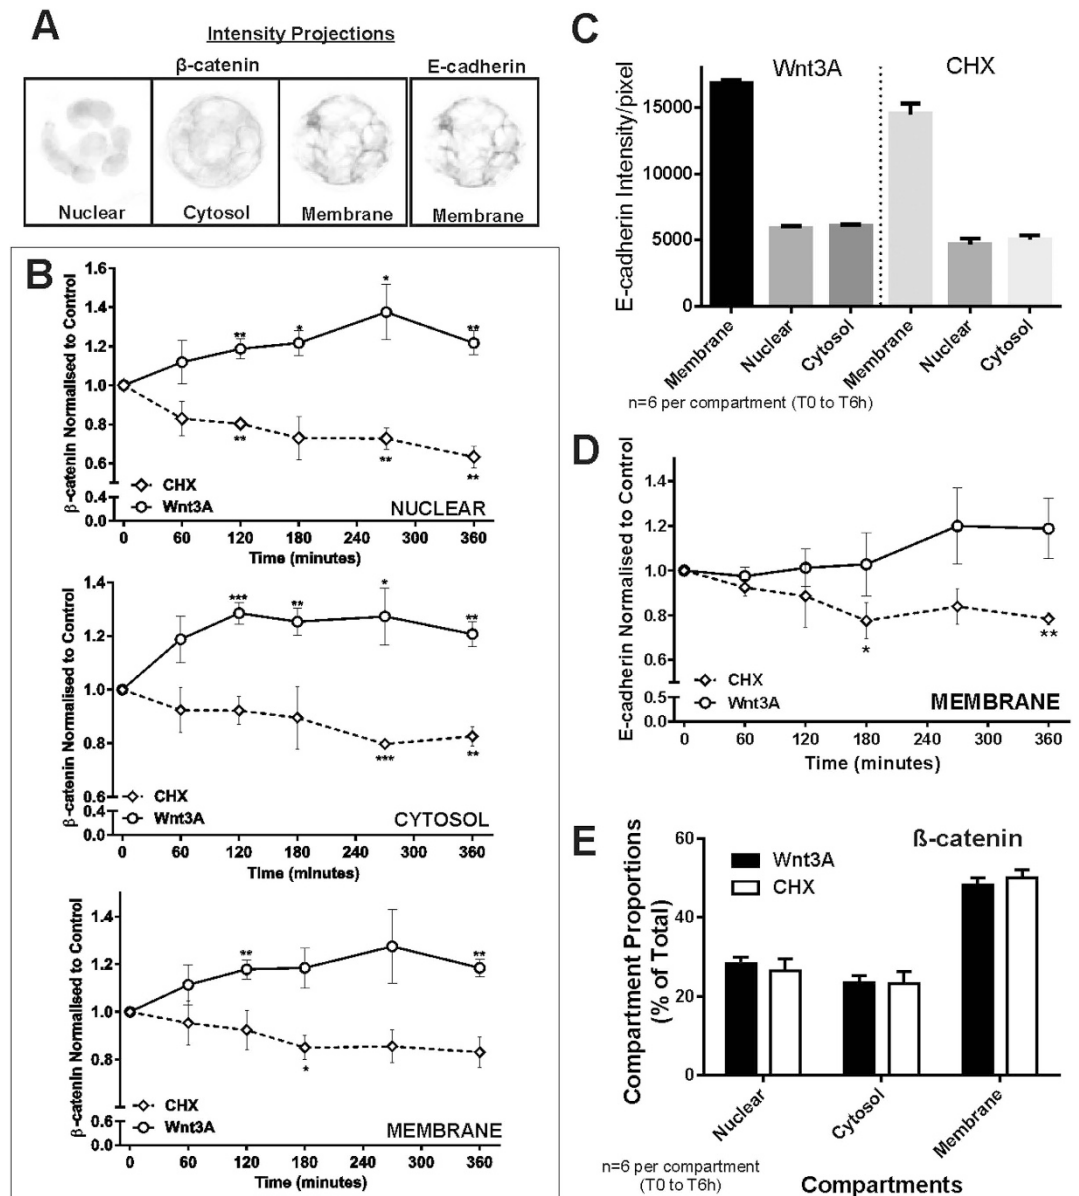 A
Intensity Projections
β-catenin
E-cadherin
Nuclear
Cytosol
Membrane
Membrane
B
β-catenin Normalised to Control
1.6
1.4
1.2
1.0
0.8
0.6
0.4
0.0
** * * **
** ** **
CHX
Wnt3A
NUCLEAR
0 60 120 180 240 300 360
Time (minutes)
β-catenin Normalised to Control
1.4
1.2
1.0
0.8
0.6
0.4
0.0
*** ** * **
*** **
CHX
Wnt3A
CYTOSOL
0 60 120 180 240 300 360
Time (minutes)
β-catenin Normalised to Control
1.4
1.2
1.0
0.8
0.6
0.0
** **
*
CHX
Wnt3A
MEMBRANE
0 60 120 180 240 300 360
Time (minutes)
C
E-cadherin Intensity/pixel
Wnt3A
CHX
15000
10000
5000
0
Membrane
Nuclear
Cytosol
Membrane
Nuclear
Cytosol
n=6 per compartment (T0 to T6h)
D
E-cadherin Normalised to Control
1.4
1.2
1.0
0.8
0.6
0.5
0.0
* **
CHX
Wnt3A
MEMBRANE
0 60 120 180 240 300 360
Time (minutes)
E
ß-catenin
Compartment Proportions
(% of Total)
60
40
20
0
Wnt3A
CHX
Nuclear
Cytosol
Membrane
n=6 per compartment
(T0 to T6h)
Compartments